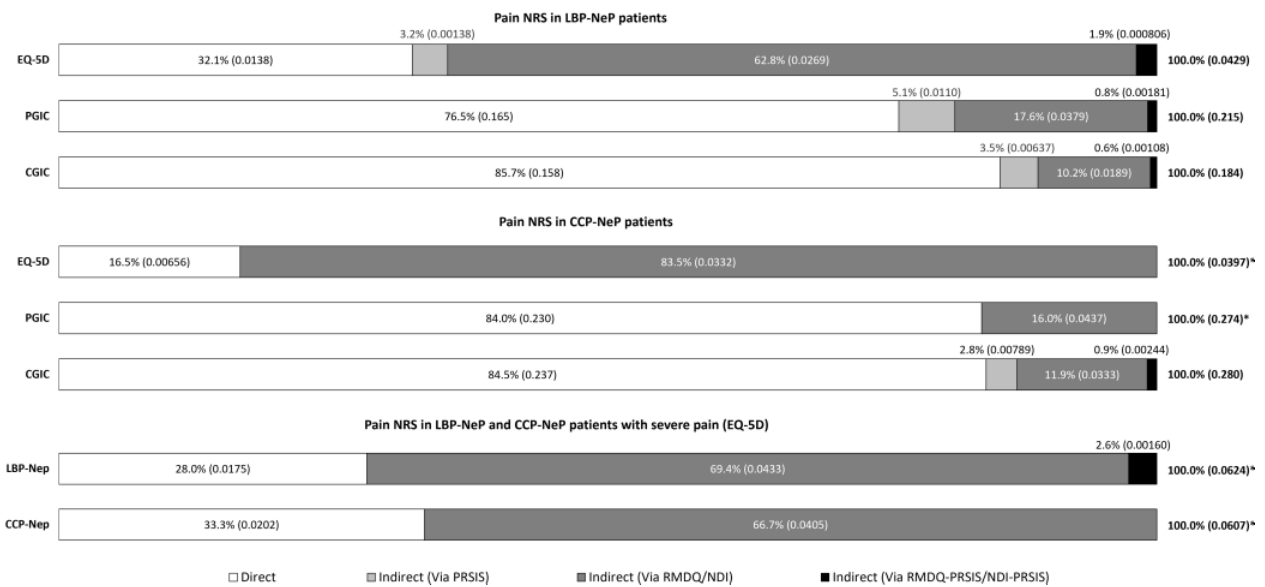 Pain NRS in LBP-NeP patients
3.2% (0.00138) 1.9% (0.000806)
EQ-5D 32.1% (0.0138) 62.8% (0.0269) 100.0% (0.0429)
5.1% (0.0110) 0.8% (0.00181)
PGIC 76.5% (0.165) 17.6% (0.0379) 100.0% (0.215)
3.5% (0.00637) 0.6% (0.00108)
CGIC 85.7% (0.158) 10.2% (0.0189) 100.0% (0.184)
Pain NRS in CCP-NeP patients
EQ-5D 16.5% (0.00656) 83.5% (0.0332) 100.0% (0.0397)*
PGIC 84.0% (0.230) 16.0% (0.0437) 100.0% (0.274)*
2.8% (0.00789) 0.9% (0.00244)
CGIC 84.5% (0.237) 11.9% (0.0333) 100.0% (0.280)
Pain NRS in LBP-NeP and CCP-NeP patients with severe pain (EQ-5D)
2.6% (0.00160)
LBP-Nep 28.0% (0.0175) 69.4% (0.0433) 100.0% (0.0624)*
CCP-Nep 33.3% (0.0202) 66.7% (0.0405) 100.0% (0.0607)*
Direct Indirect (Via PRSIS) Indirect (Via RMDQ/NDI) Indirect (Via RMDQ-PRSIS/NDI-PRSIS)